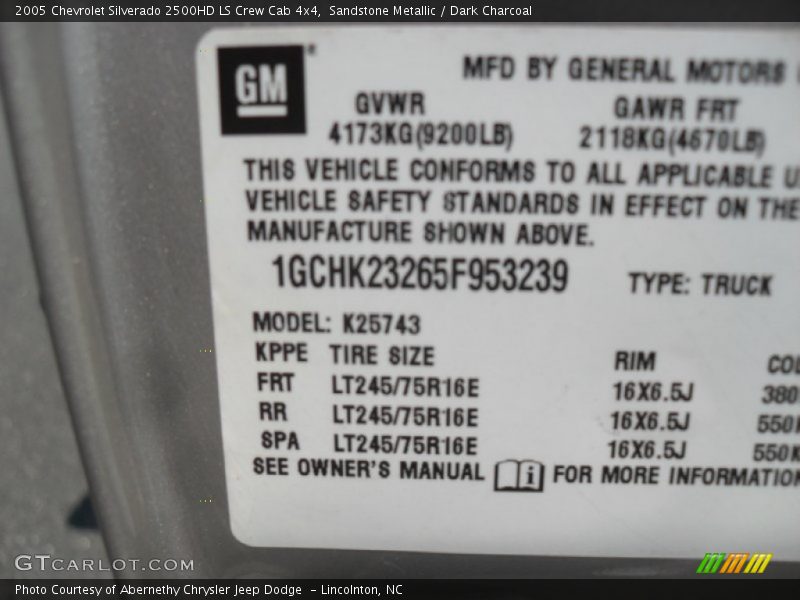 2005 Chevrolet Silverado 2500HD LS Crew Cab 4x4, Sandstone Metallic / Dark Charcoal
GM
®
MFD BY GENERAL MOTORS
GVWR GAWR FRT
4173KG(9200LB) 2118KG(4670LB)
THIS VEHICLE CONFORMS TO ALL APPLICABLE U
VEHICLE SAFETY STANDARDS IN EFFECT ON THE
MANUFACTURE SHOWN ABOVE.
1GCHK23265F953239 TYPE: TRUCK
MODEL: K25743
KPPE TIRE SIZE RIM COL
FRT LT245/75R16E 16X6.5J 380
RR LT245/75R16E 16X6.5J 550K
SPA LT245/75R16E 16X6.5J 550K
SEE OWNER'S MANUAL i FOR MORE INFORMATION
GTCARLOT.COM
Photo Courtesy of Abernethy Chrysler Jeep Dodge - Lincolnton, NC